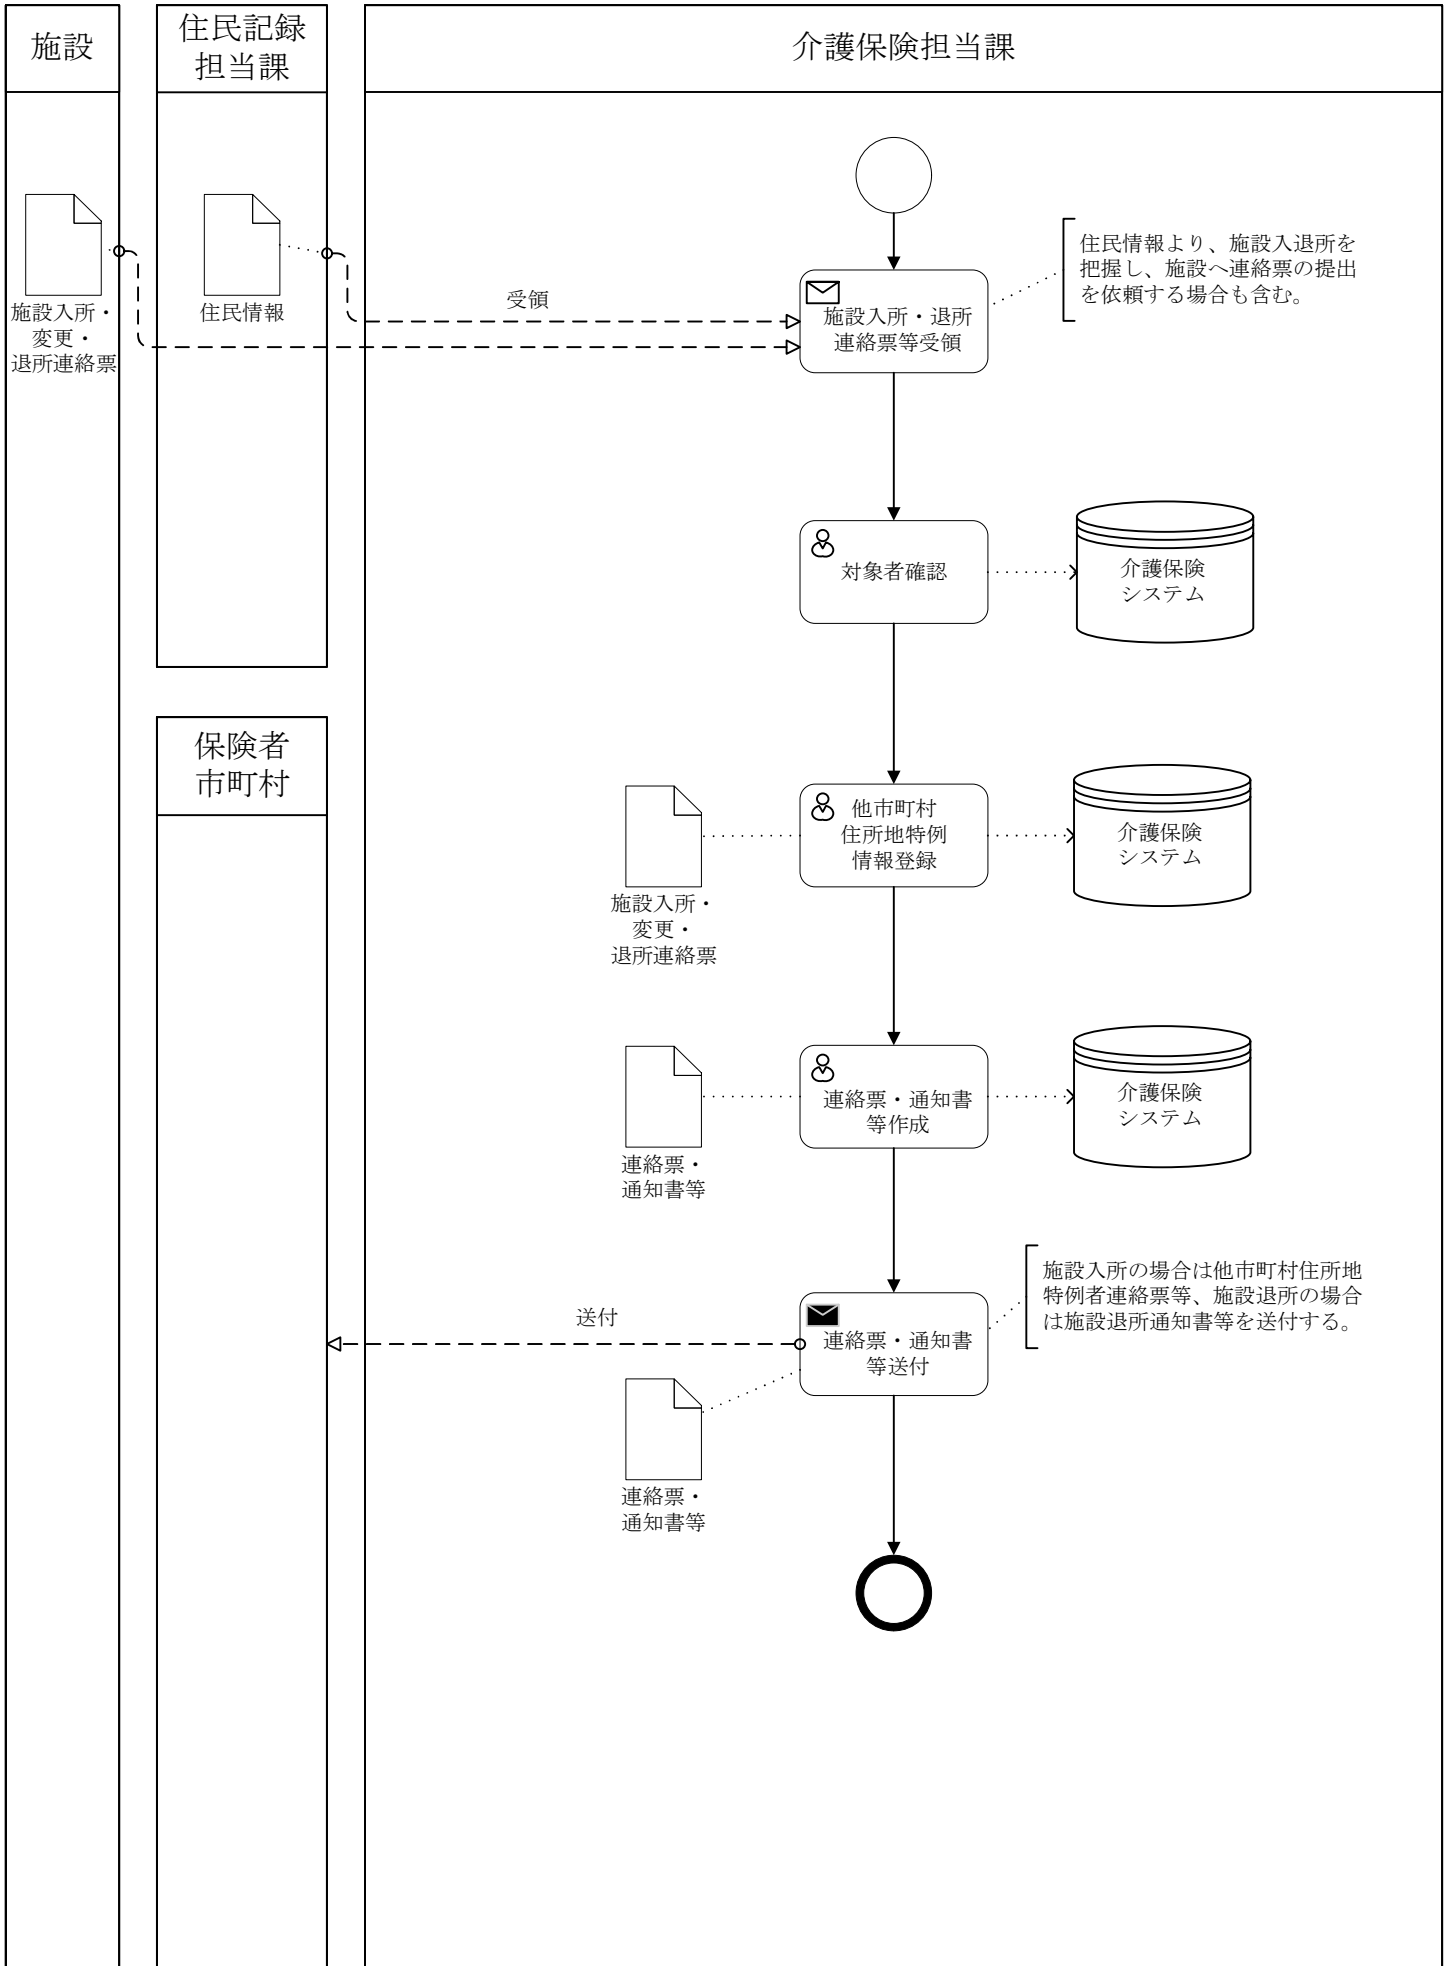 施設
住民記録
担当課
介護保険担当課
施設入所・
変更・
退所連絡票
住民情報
受領
施設入所・退所
連絡票等受領
住民情報より、施設入退所を
把握し、施設へ連絡票の提出
を依頼する場合も含む。
対象者確認
介護保険
システム
保険者
市町村
他市町村
住所地特例
情報登録
介護保険
システム
施設入所・
変更・
退所連絡票
連絡票・通知書
等作成
介護保険
システム
連絡票・
通知書等
送付
連絡票・通知書
等送付
施設入所の場合は他市町村住所地
特例者連絡票等、施設退所の場合
は施設退所通知書等を送付する。
連絡票・
通知書等